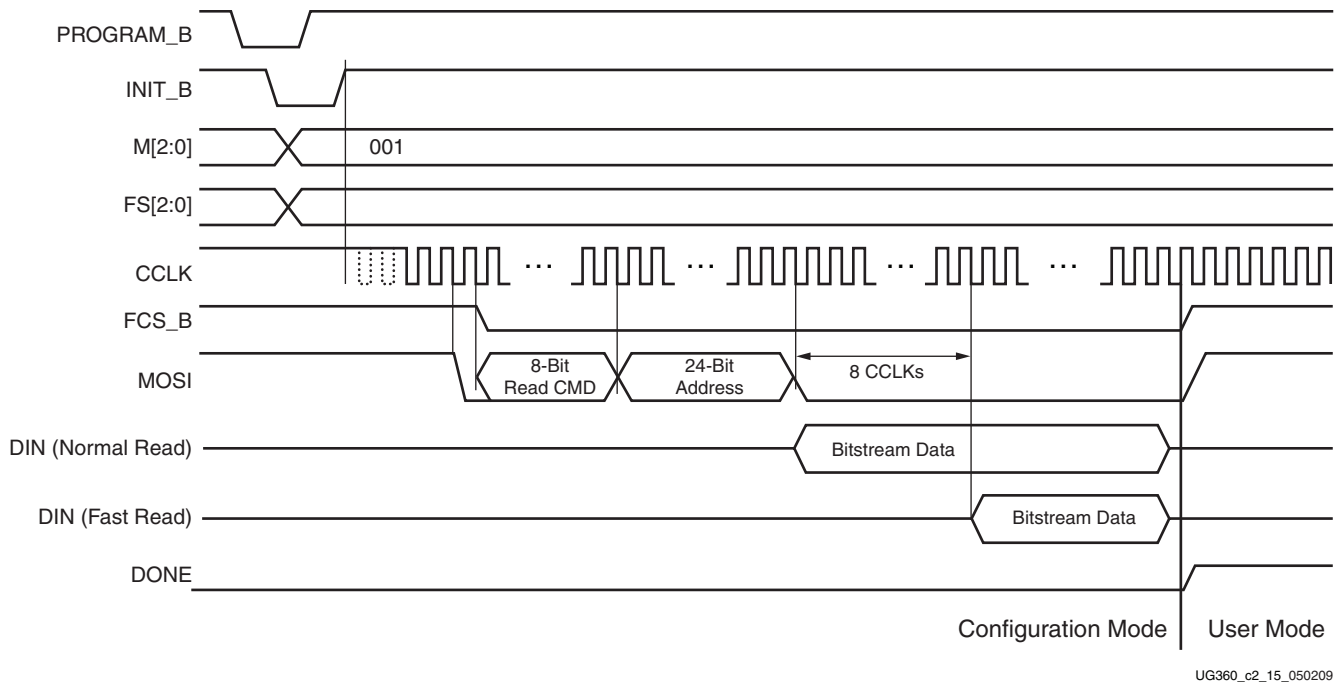 PROGRAM_B
INIT_B
M[2:0]
001
FS[2:0]
CCLK
... ... ... ... ...
FCS_B
MOSI
8-Bit
Read CMD
24-Bit
Address
8 CCLKs
DIN (Normal Read)
Bitstream Data
DIN (Fast Read)
Bitstream Data
DONE
Configuration Mode
User Mode
UG360_c2_15_050209